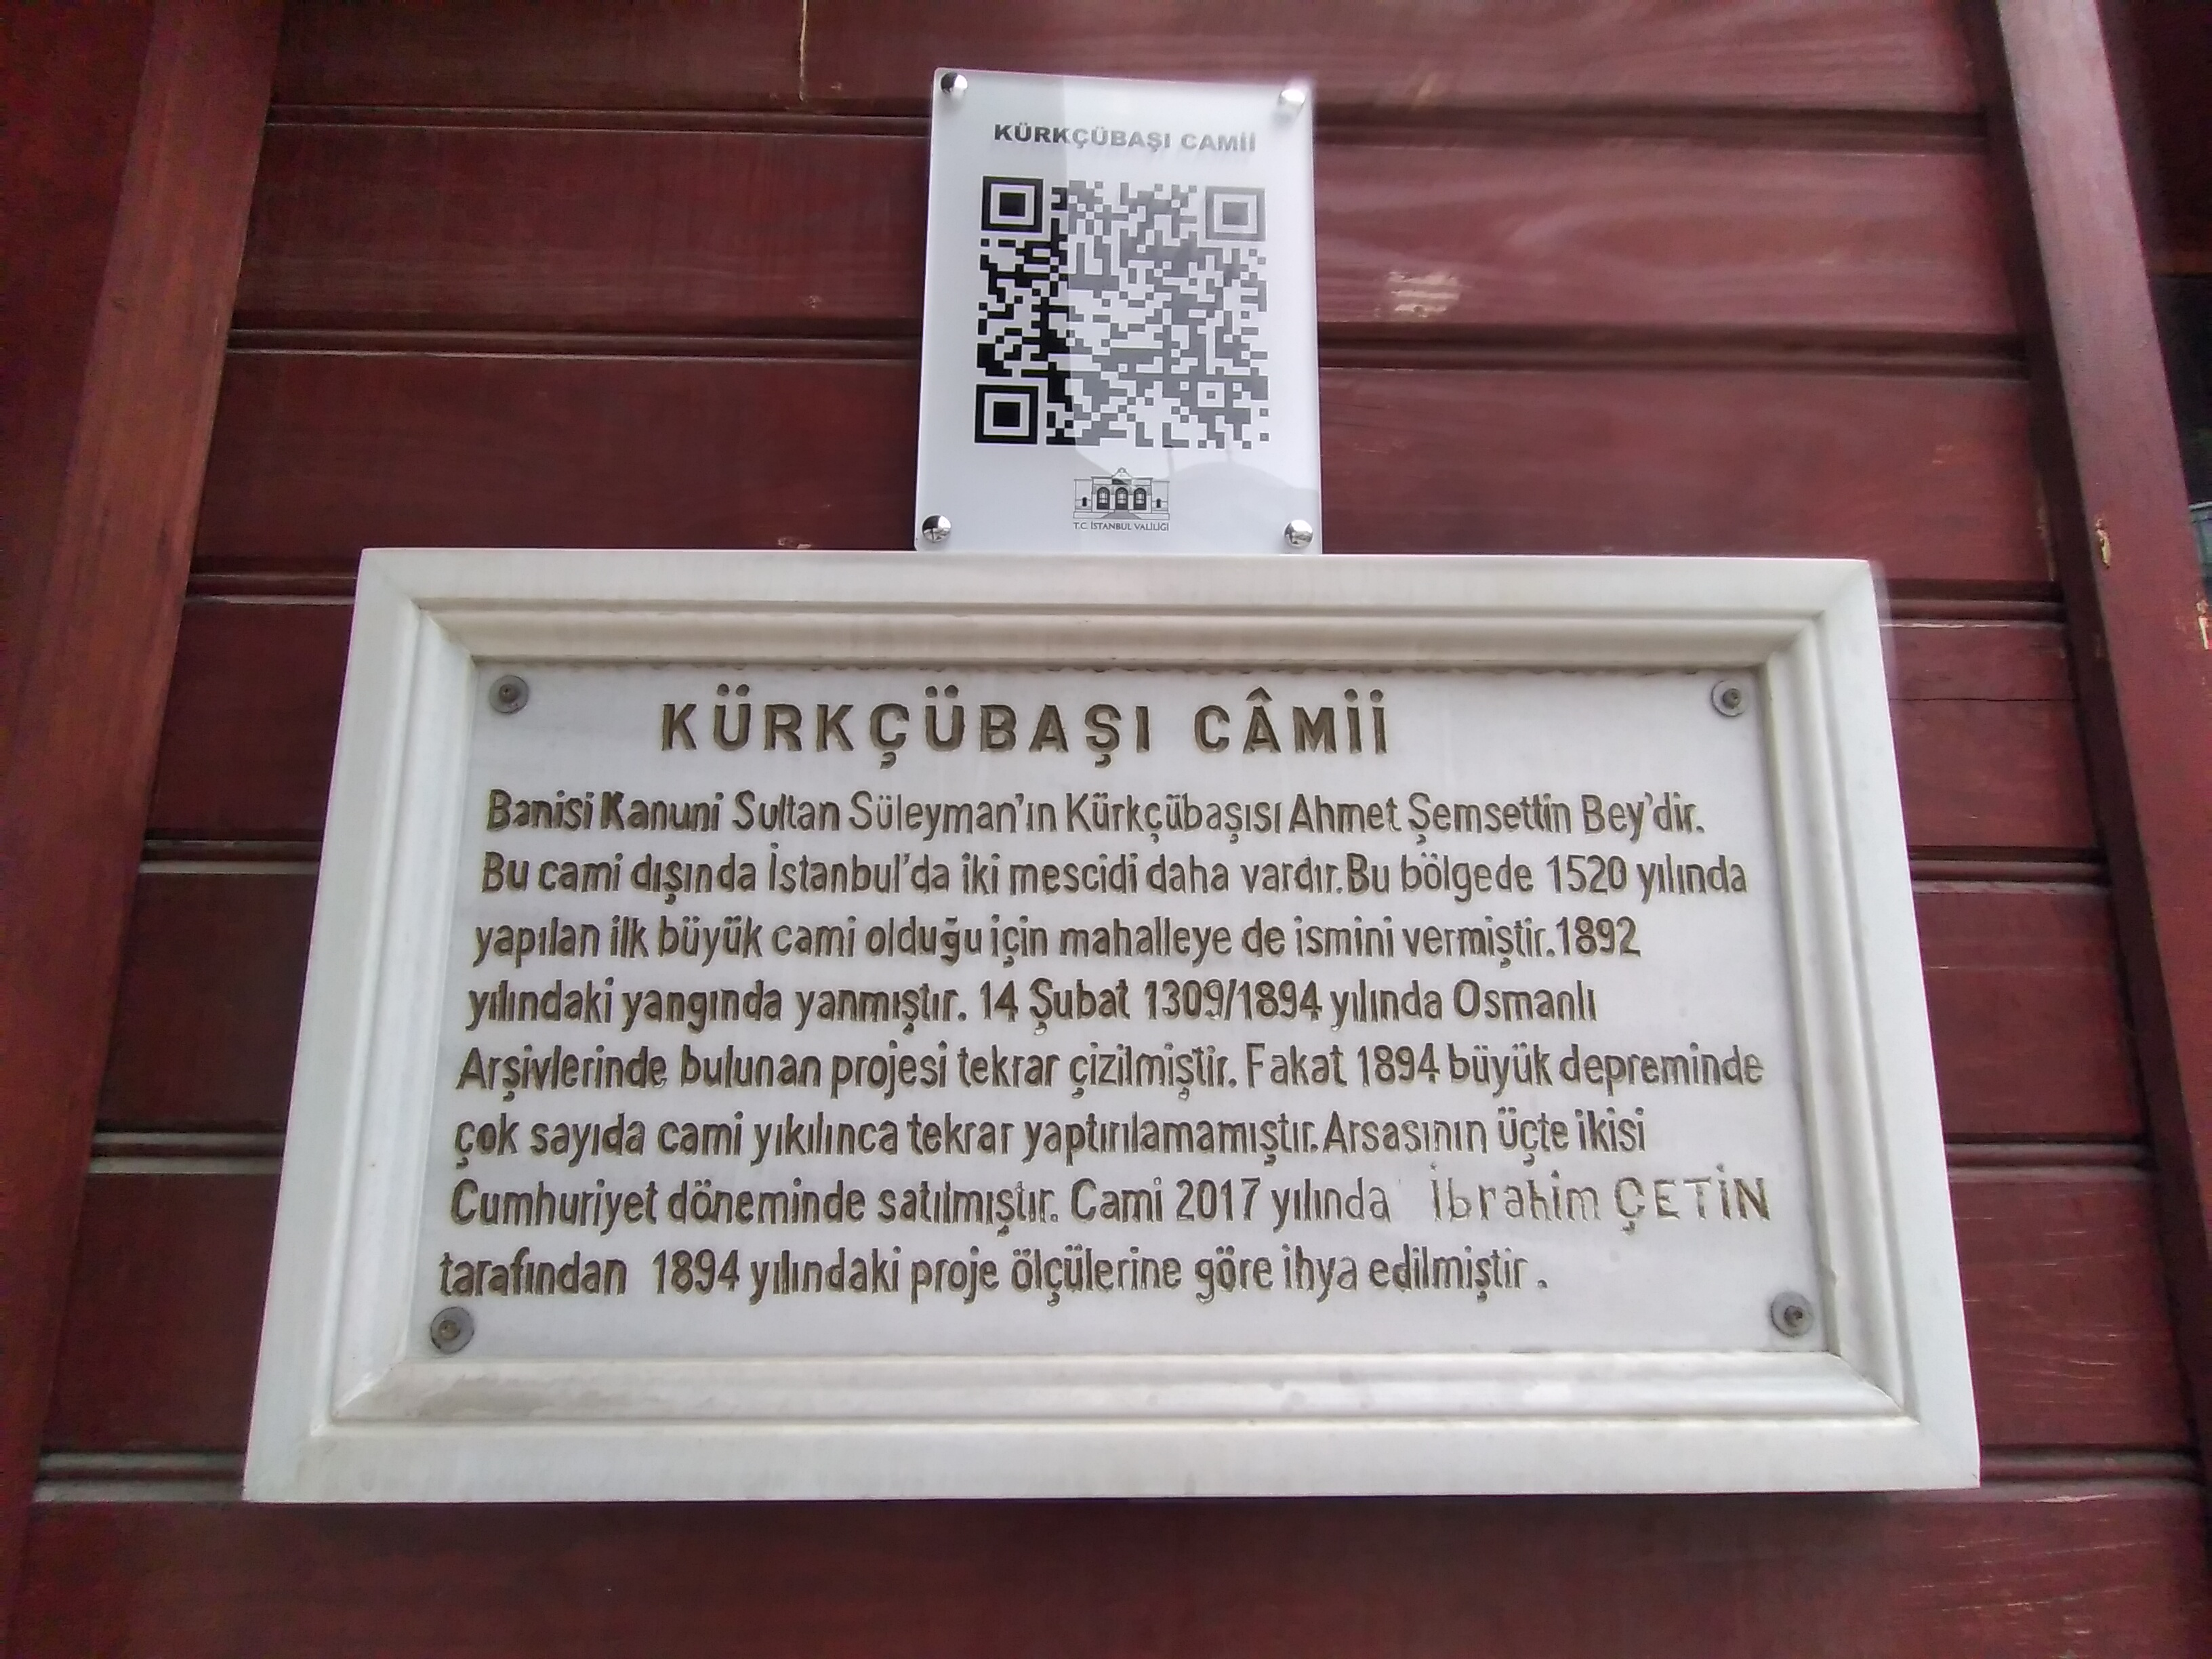 KÜRKÇÜBAŞI CAMİİ
T.C. İSTANBUL VALİLİĞİ
KÜRKÇÜBAŞI CÂMİİ
Banisi Kanuni Sultan Süleyman'ın Kürkçübaşısı Ahmet Şemsettin Bey'dir.
Bu cami dışında İstanbul'da iki mescidi daha vardır. Bu bölgede 1520 yılında
yapılan ilk büyük cami olduğu için mahalleye de ismini vermiştir. 1892
yılındaki yangında yanmıştır. 14 Şubat 1309/1894 yılında Osmanlı
Arşivlerinde bulunan projesi tekrar çizilmiştir. Fakat 1894 büyük depreminde
çok sayıda cami yıkılınca tekrar yaptırılamamıştır. Arsasının üçte ikisi
Cumhuriyet döneminde satılmıştır. Cami 2017 yılında İbrahim ÇETİN
tarafından 1894 yılındaki proje ölçülerine göre ihya edilmiştir.